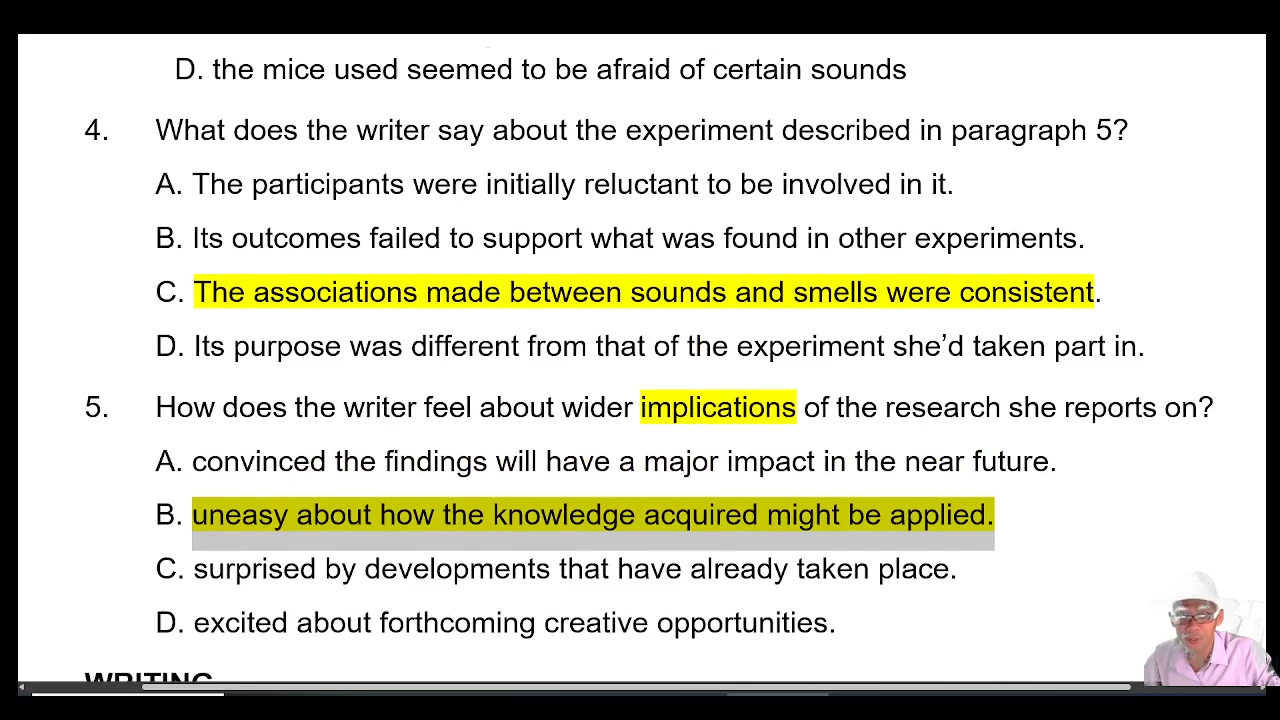 D. the mice used seemed to be afraid of certain sounds
4. What does the writer say about the experiment described in paragraph 5?
A. The participants were initially reluctant to be involved in it.
B. Its outcomes failed to support what was found in other experiments.
C. The associations made between sounds and smells were consistent.
D. Its purpose was different from that of the experiment she’d taken part in.
5. How does the writer feel about wider implications of the research she reports on?
A. convinced the findings will have a major impact in the near future.
B. uneasy about how the knowledge acquired might be applied.
C. surprised by developments that have already taken place.
D. excited about forthcoming creative opportunities.
WRITING